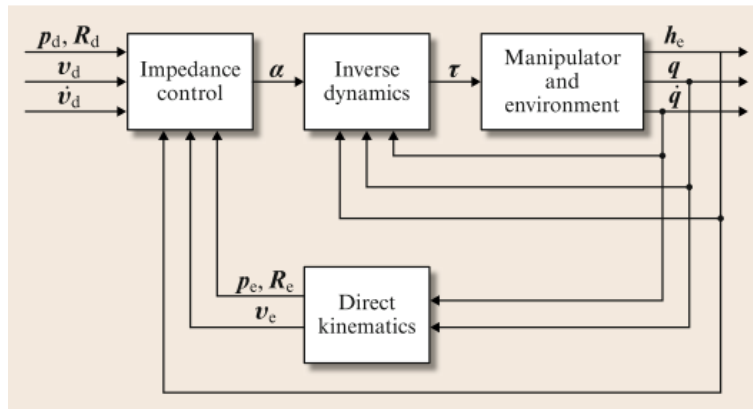 p_d, R_d
v_d
v̇_d
Impedance
control
α
Inverse
dynamics
τ
Manipulator
and
environment
h_e
q
q̇
p_e, R_e
v_e
Direct
kinematics